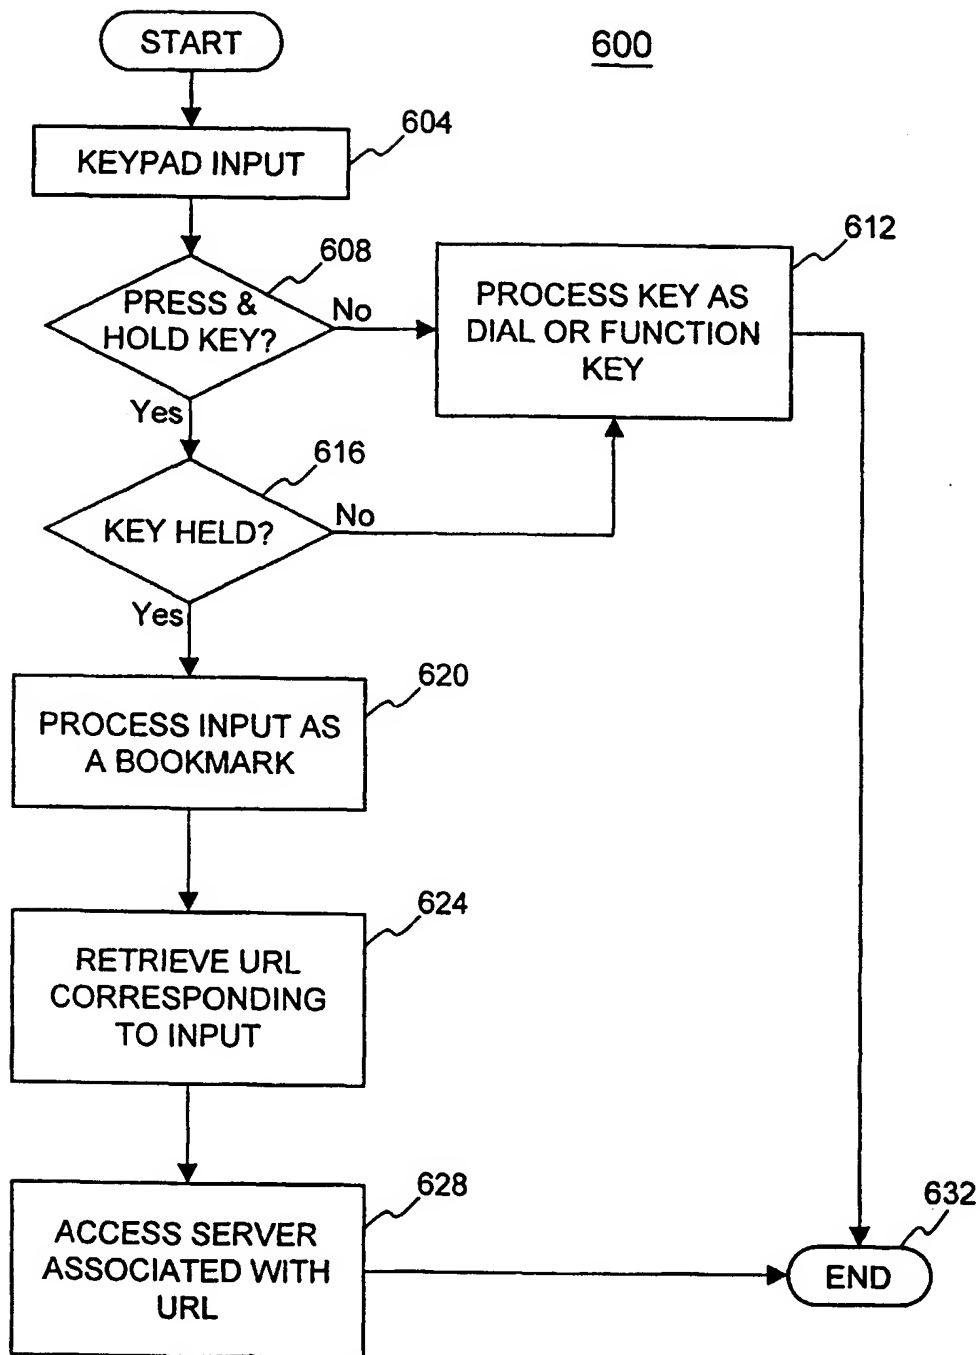 START
600
604
KEYPAD INPUT
608
612
PRESS &
HOLD KEY?
No
PROCESS KEY AS
DIAL OR FUNCTION
KEY
Yes
616
KEY HELD?
No
Yes
620
PROCESS INPUT AS
A BOOKMARK
624
RETRIEVE URL
CORRESPONDING
TO INPUT
628
ACCESS SERVER
ASSOCIATED WITH
URL
632
END